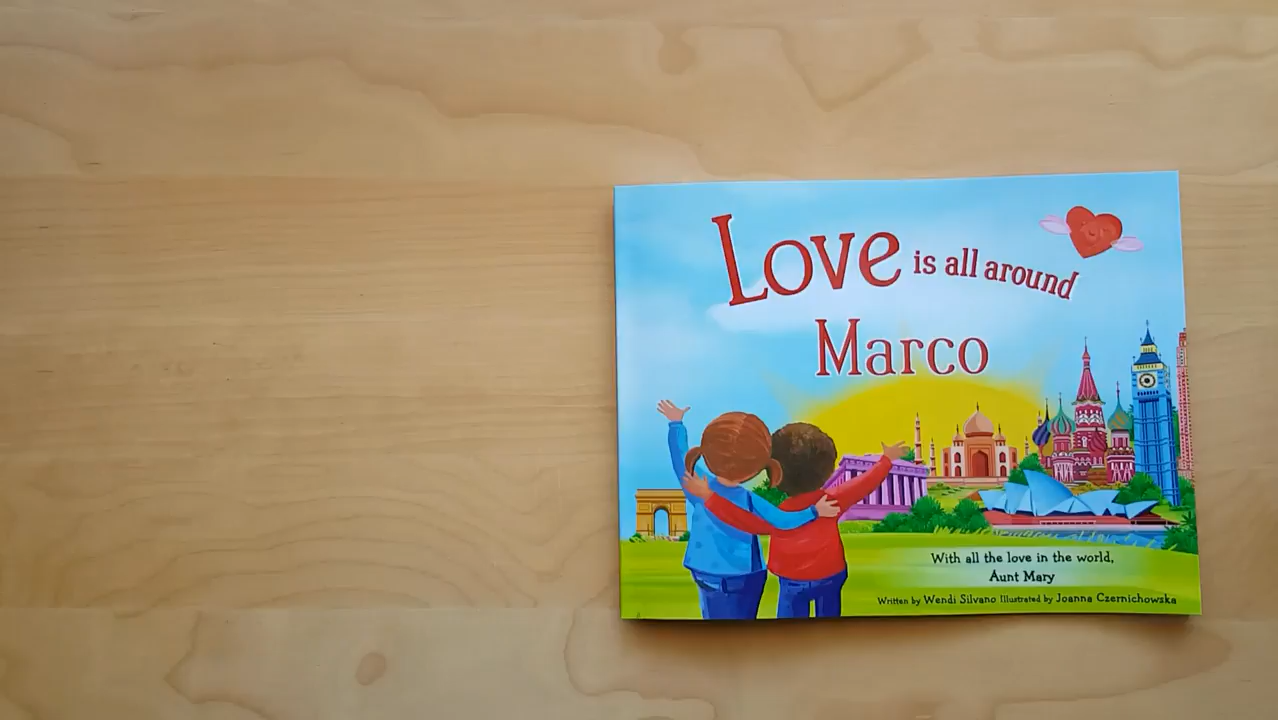 Love is all around
Marco
With all the love in the world,
Aunt Mary
Written by Wendi Silvano Illustrated by Joanna Czernichowska